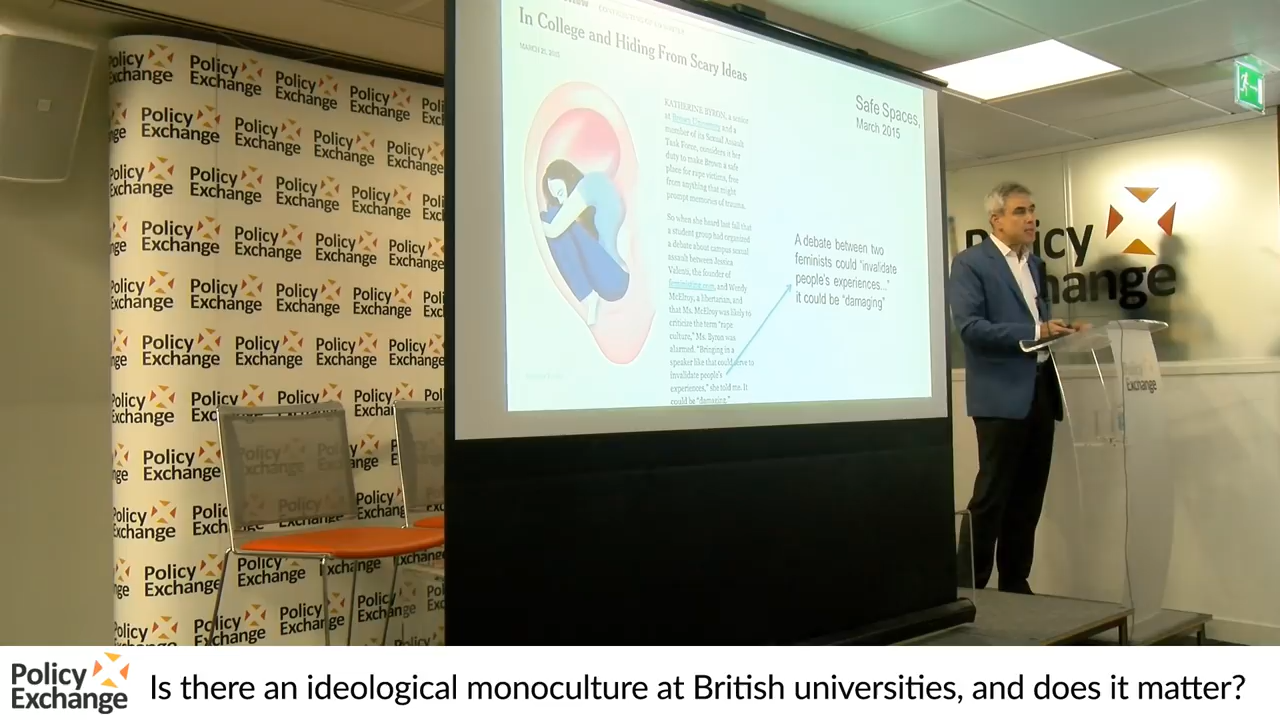 In College and Hiding From Scary Ideas
MARCH 21, 2015
KATHERINE BYRON, a senior
at Brown University and a
member of its Sexual Assault
Task Force, considers it her
duty to make Brown a safe
place for rape victims, free
from anything that might
prompt memories of trauma.
So when she heard last fall that
a student group had organized
a debate about campus sexual
assault between Jessica
Valenti, the founder of
feministing.com, and Wendy
McElroy, a libertarian, and
that Ms. McElroy was likely to
criticize the term "rape
culture," Ms. Byron was
alarmed. "Bringing in a
speaker like that could serve to
invalidate people's
experiences," she told me. It
could be "damaging."
Safe Spaces,
March 2015
A debate between two
feminists could "invalidate
people's experiences..."
it could be "damaging"
Policy
Exchange
Policy
Exchange
Policy
Exchange
Is there an ideological monoculture at British universities, and does it matter?